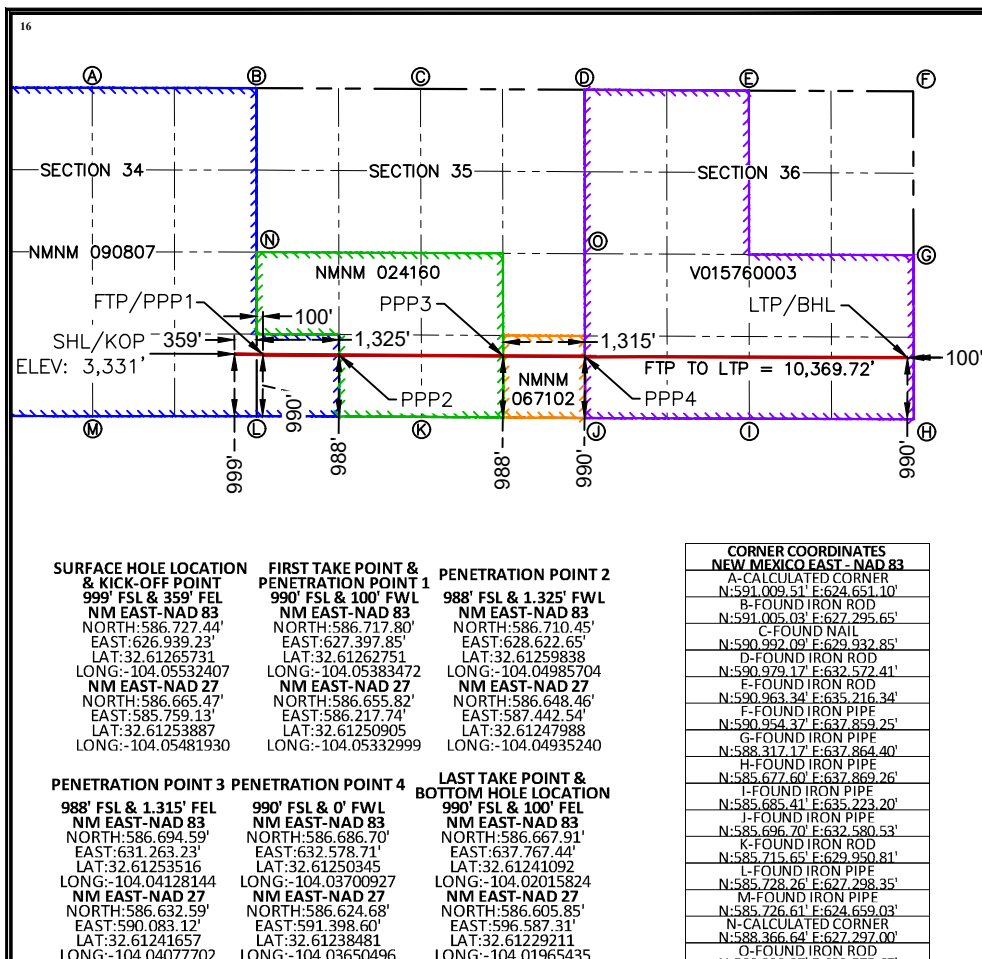 16
A B C D E F
SECTION 34 SECTION 35 SECTION 36
N O G
NMNM 090807 NMNM 024160 V015760003
FTP/PPP1 PPP3 LTP/BHL
100'
SHL/KOP 359' 1,325' 1,315'
ELEV: 3,331'
100'
FTP TO LTP = 10,369.72'
NMNM
067102
PPP2 PPP4
990'
M L K J I H
999' 988' 988' 990' 990'
SURFACE HOLE LOCATION
& KICK-OFF POINT
999' FSL & 359' FEL
NM EAST-NAD 83
NORTH:586.727.44'
EAST:626.939.23'
LAT:32.61265731
LONG:-104.05532407
NM EAST-NAD 27
NORTH:586.665.47'
EAST:585.759.13'
LAT:32.61253887
LONG:-104.05481930
FIRST TAKE POINT &
PENETRATION POINT 1
990' FSL & 100' FWL
NM EAST-NAD 83
NORTH:586.717.80'
EAST:627.397.85'
LAT:32.61262751
LONG:-104.05383472
NM EAST-NAD 27
NORTH:586.655.82'
EAST:586.217.74'
LAT:32.61250905
LONG:-104.05332999
PENETRATION POINT 2
988' FSL & 1.325' FWL
NM EAST-NAD 83
NORTH:586.710.45'
EAST:628.622.65'
LAT:32.61259838
LONG:-104.04985704
NM EAST-NAD 27
NORTH:586.648.46'
EAST:587.442.54'
LAT:32.61247988
LONG:-104.04935240
PENETRATION POINT 3
988' FSL & 1.315' FEL
NM EAST-NAD 83
NORTH:586.694.59'
EAST:631.263.23'
LAT:32.61253516
LONG:-104.04128144
NM EAST-NAD 27
NORTH:586.632.59'
EAST:590.083.12'
LAT:32.61241657
LONG:-104.04077702
PENETRATION POINT 4
990' FSL & 0' FWL
NM EAST-NAD 83
NORTH:586.686.70'
EAST:632.578.71'
LAT:32.61250345
LONG:-104.03700927
NM EAST-NAD 27
NORTH:586.624.68'
EAST:591.398.60'
LAT:32.61238481
LONG:-104.03650496
LAST TAKE POINT &
BOTTOM HOLE LOCATION
990' FSL & 100' FEL
NM EAST-NAD 83
NORTH:586.667.91'
EAST:637.767.44'
LAT:32.61241092
LONG:-104.02015824
NM EAST-NAD 27
NORTH:586.605.85'
EAST:596.587.31'
LAT:32.61229211
LONG:-104.01965435
CORNER COORDINATES
NEW MEXICO EAST - NAD 83
A-CALCULATED CORNER
N:591.009.51' E:624.651.10'
B-FOUND IRON ROD
N:591.005.03' E:627.295.65'
C-FOUND NAIL
N:590.992.09' E:629.932.85'
D-FOUND IRON ROD
N:590.979.17' E:632.572.41'
E-FOUND IRON ROD
N:590.963.34' E:635.216.34'
F-FOUND IRON PIPE
N:590.954.37' E:637.859.25'
G-FOUND IRON PIPE
N:588.317.17' E:637.864.40'
H-FOUND IRON PIPE
N:585.677.60' E:637.869.26'
I-FOUND IRON PIPE
N:585.685.41' E:635.223.20'
J-FOUND IRON PIPE
N:585.696.70' E:632.580.53'
K-FOUND IRON ROD
N:585.715.65' E:629.950.81'
L-FOUND IRON PIPE
N:585.728.26' E:627.298.35'
M-FOUND IRON PIPE
N:585.726.61' E:624.659.03'
N-CALCULATED CORNER
N:588.366.64' E:627.297.00'
O-FOUND IRON ROD